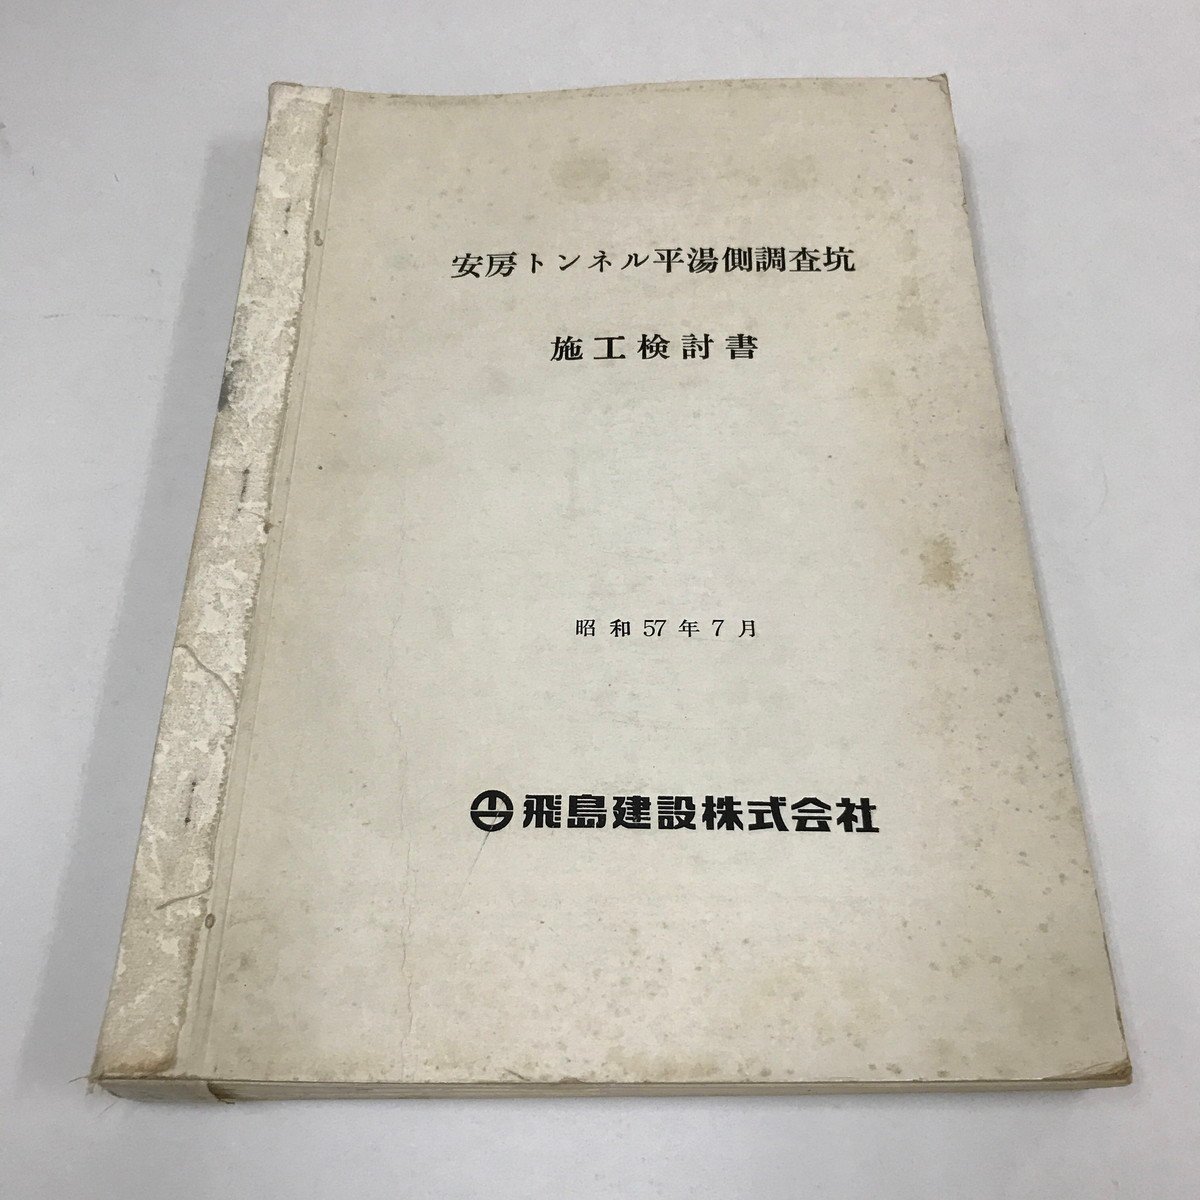 安房トンネル平湯側調査坑
施工検討書
昭和57年7月
飛島建設株式会社